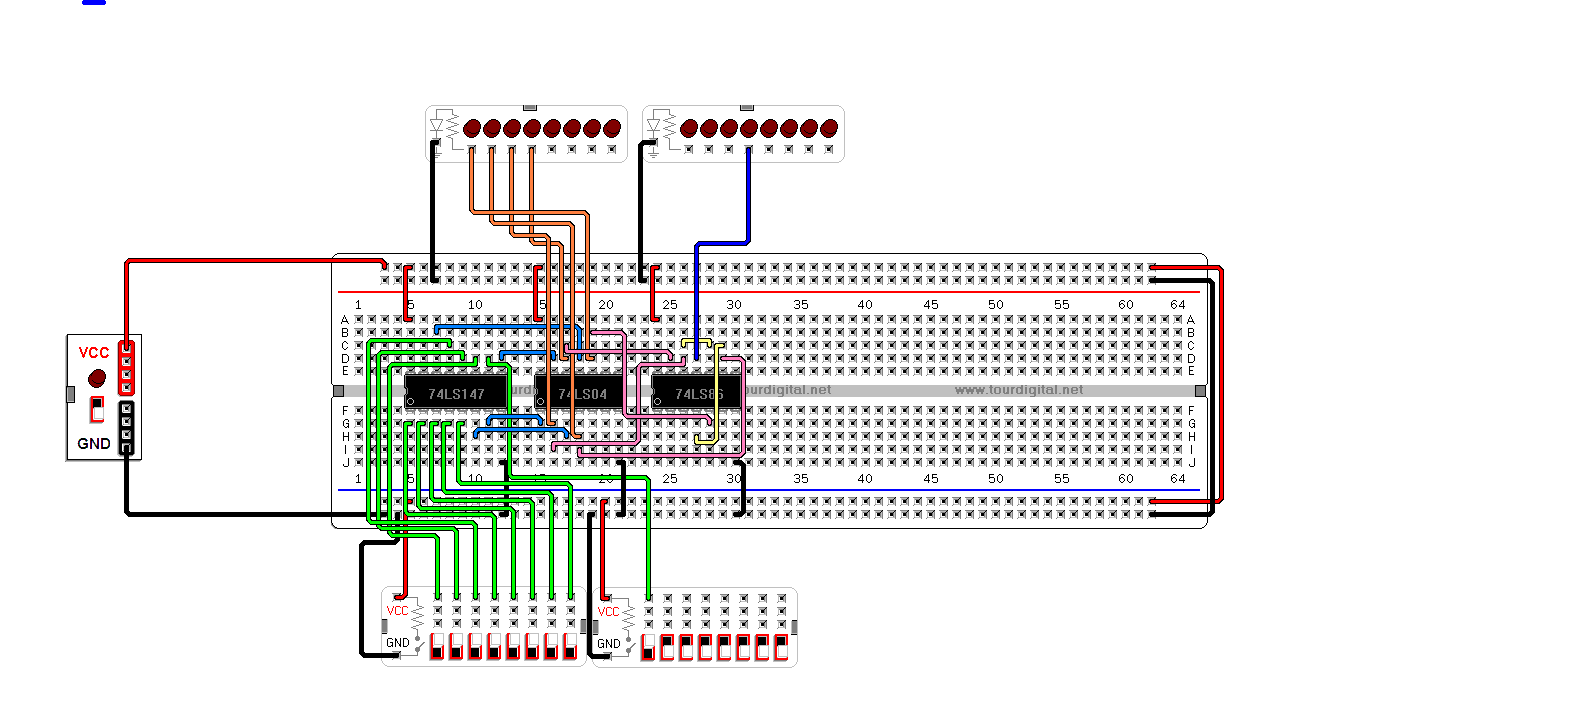 1 5 10 15 20 25 30 35 40 45 50 55 60 64
A A
B B
C C
D D
E E
VCC
74LS147
74LS04
74LS86
ourdigital.net
www.tourdigital.net
F F
G G
H H
I I
J J
GND
1 5 10 15 20 25 30 35 40 45 50 55 60 64
VCC
GND
VCC
GND